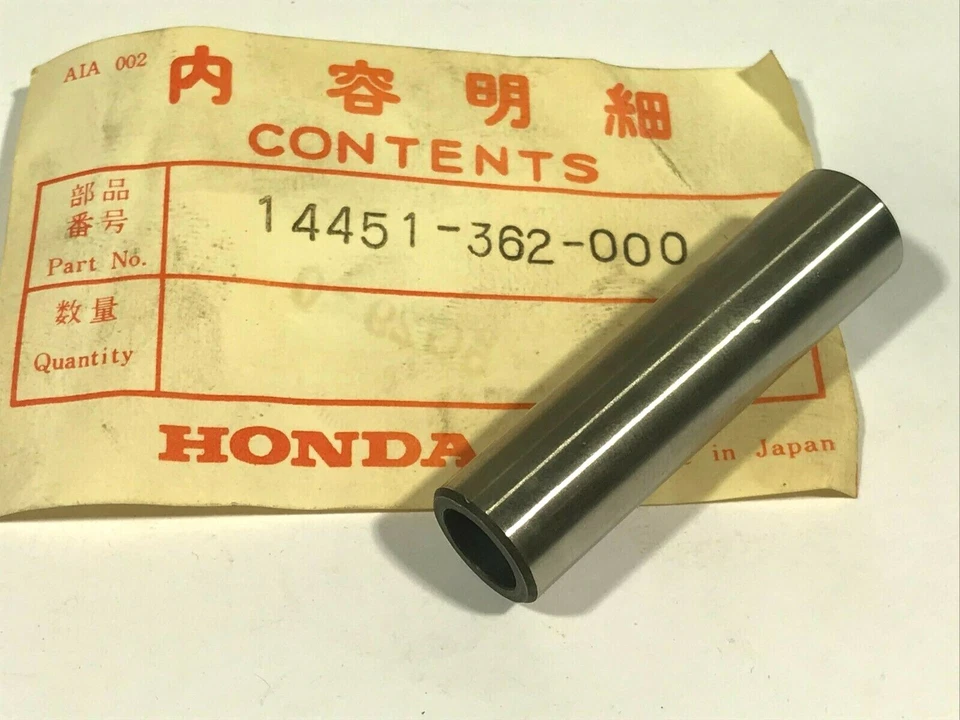 AIA 002
内容明細
CONTENTS
部品
番号
Part No.
14451-362-000
数量
Quantity
HONDA
in Japan